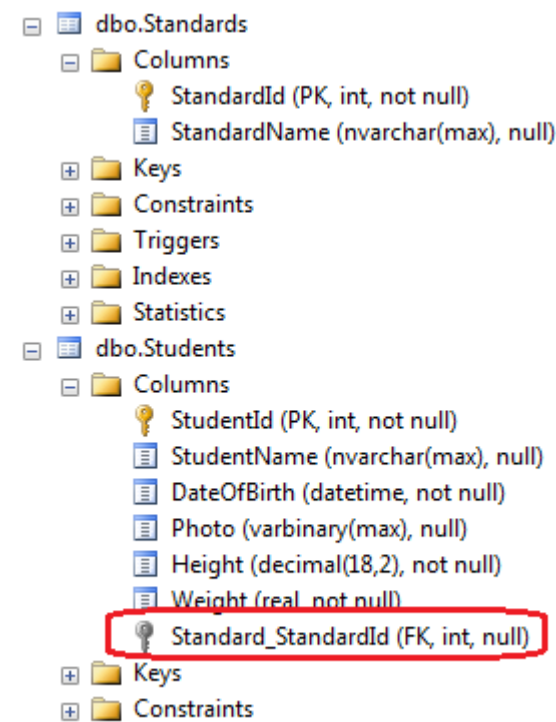 dbo.Standards
Columns
StandardId (PK, int, not null)
StandardName (nvarchar(max), null)
Keys
Constraints
Triggers
Indexes
Statistics
dbo.Students
Columns
StudentId (PK, int, not null)
StudentName (nvarchar(max), null)
DateOfBirth (datetime, not null)
Photo (varbinary(max), null)
Height (decimal(18,2), not null)
Weight (real, not null)
Standard_StandardId (FK, int, null)
Keys
Constraints